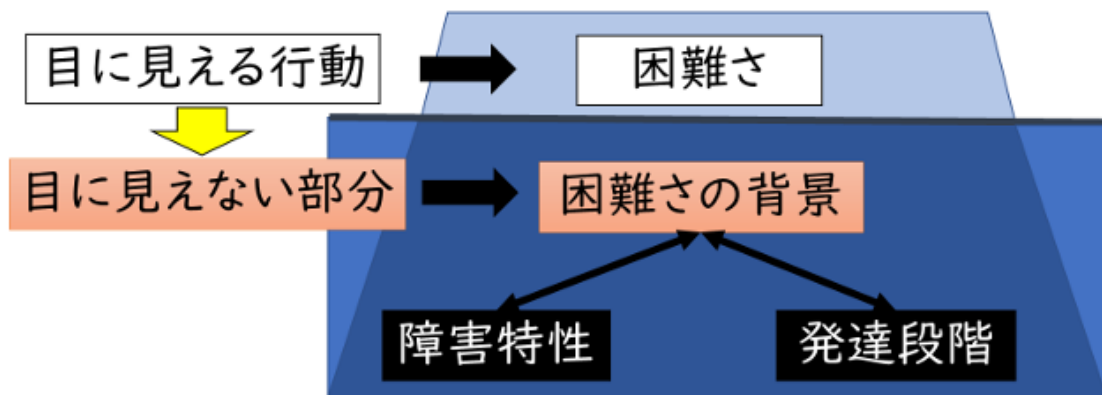 目に見える行動
困難さ
目に見えない部分
困難さの背景
障害特性
発達段階